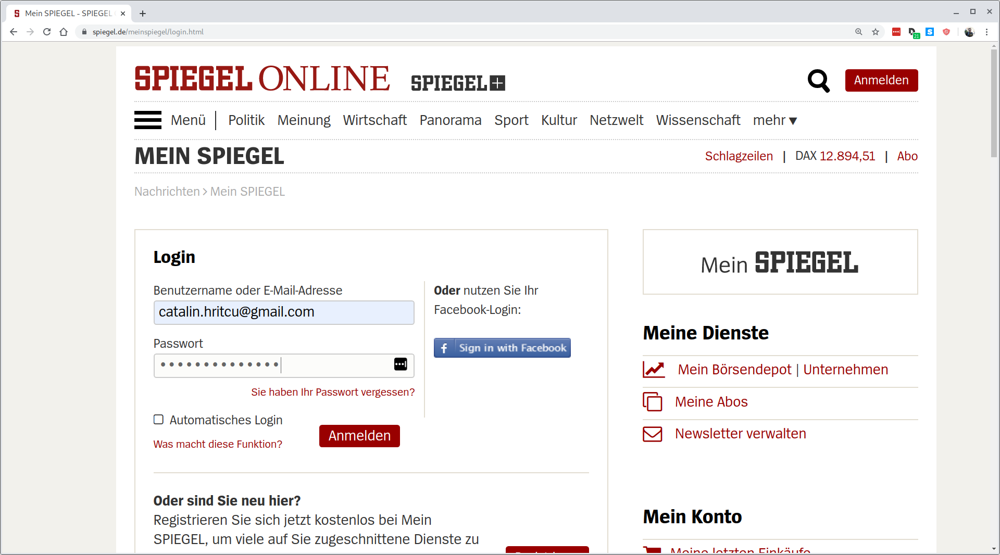 Mein SPIEGEL - SPIEGEL
spiegel.de/meinspiegel/login.html
21
SPIEGEL ONLINE
SPIEGEL+
Anmelden
Menü
Politik Meinung Wirtschaft Panorama Sport Kultur Netzwelt Wissenschaft mehr ▼
MEIN SPIEGEL
Schlagzeilen | DAX 12.894,51 | Abo
Nachrichten > Mein SPIEGEL
Login
Benutzername oder E-Mail-Adresse
catalin.hritcu@gmail.com
Passwort
Sie haben Ihr Passwort vergessen?
Automatisches Login
Was macht diese Funktion?
Anmelden
Oder nutzen Sie Ihr
Facebook-Login:
Sign in with Facebook
Oder sind Sie neu hier?
Registrieren Sie sich jetzt kostenlos bei Mein
SPIEGEL, um viele auf Sie zugeschnittene Dienste zu
Mein SPIEGEL
Meine Dienste
Mein Börsendepot | Unternehmen
Meine Abos
Newsletter verwalten
Mein Konto
Meine letzten Einkäufe